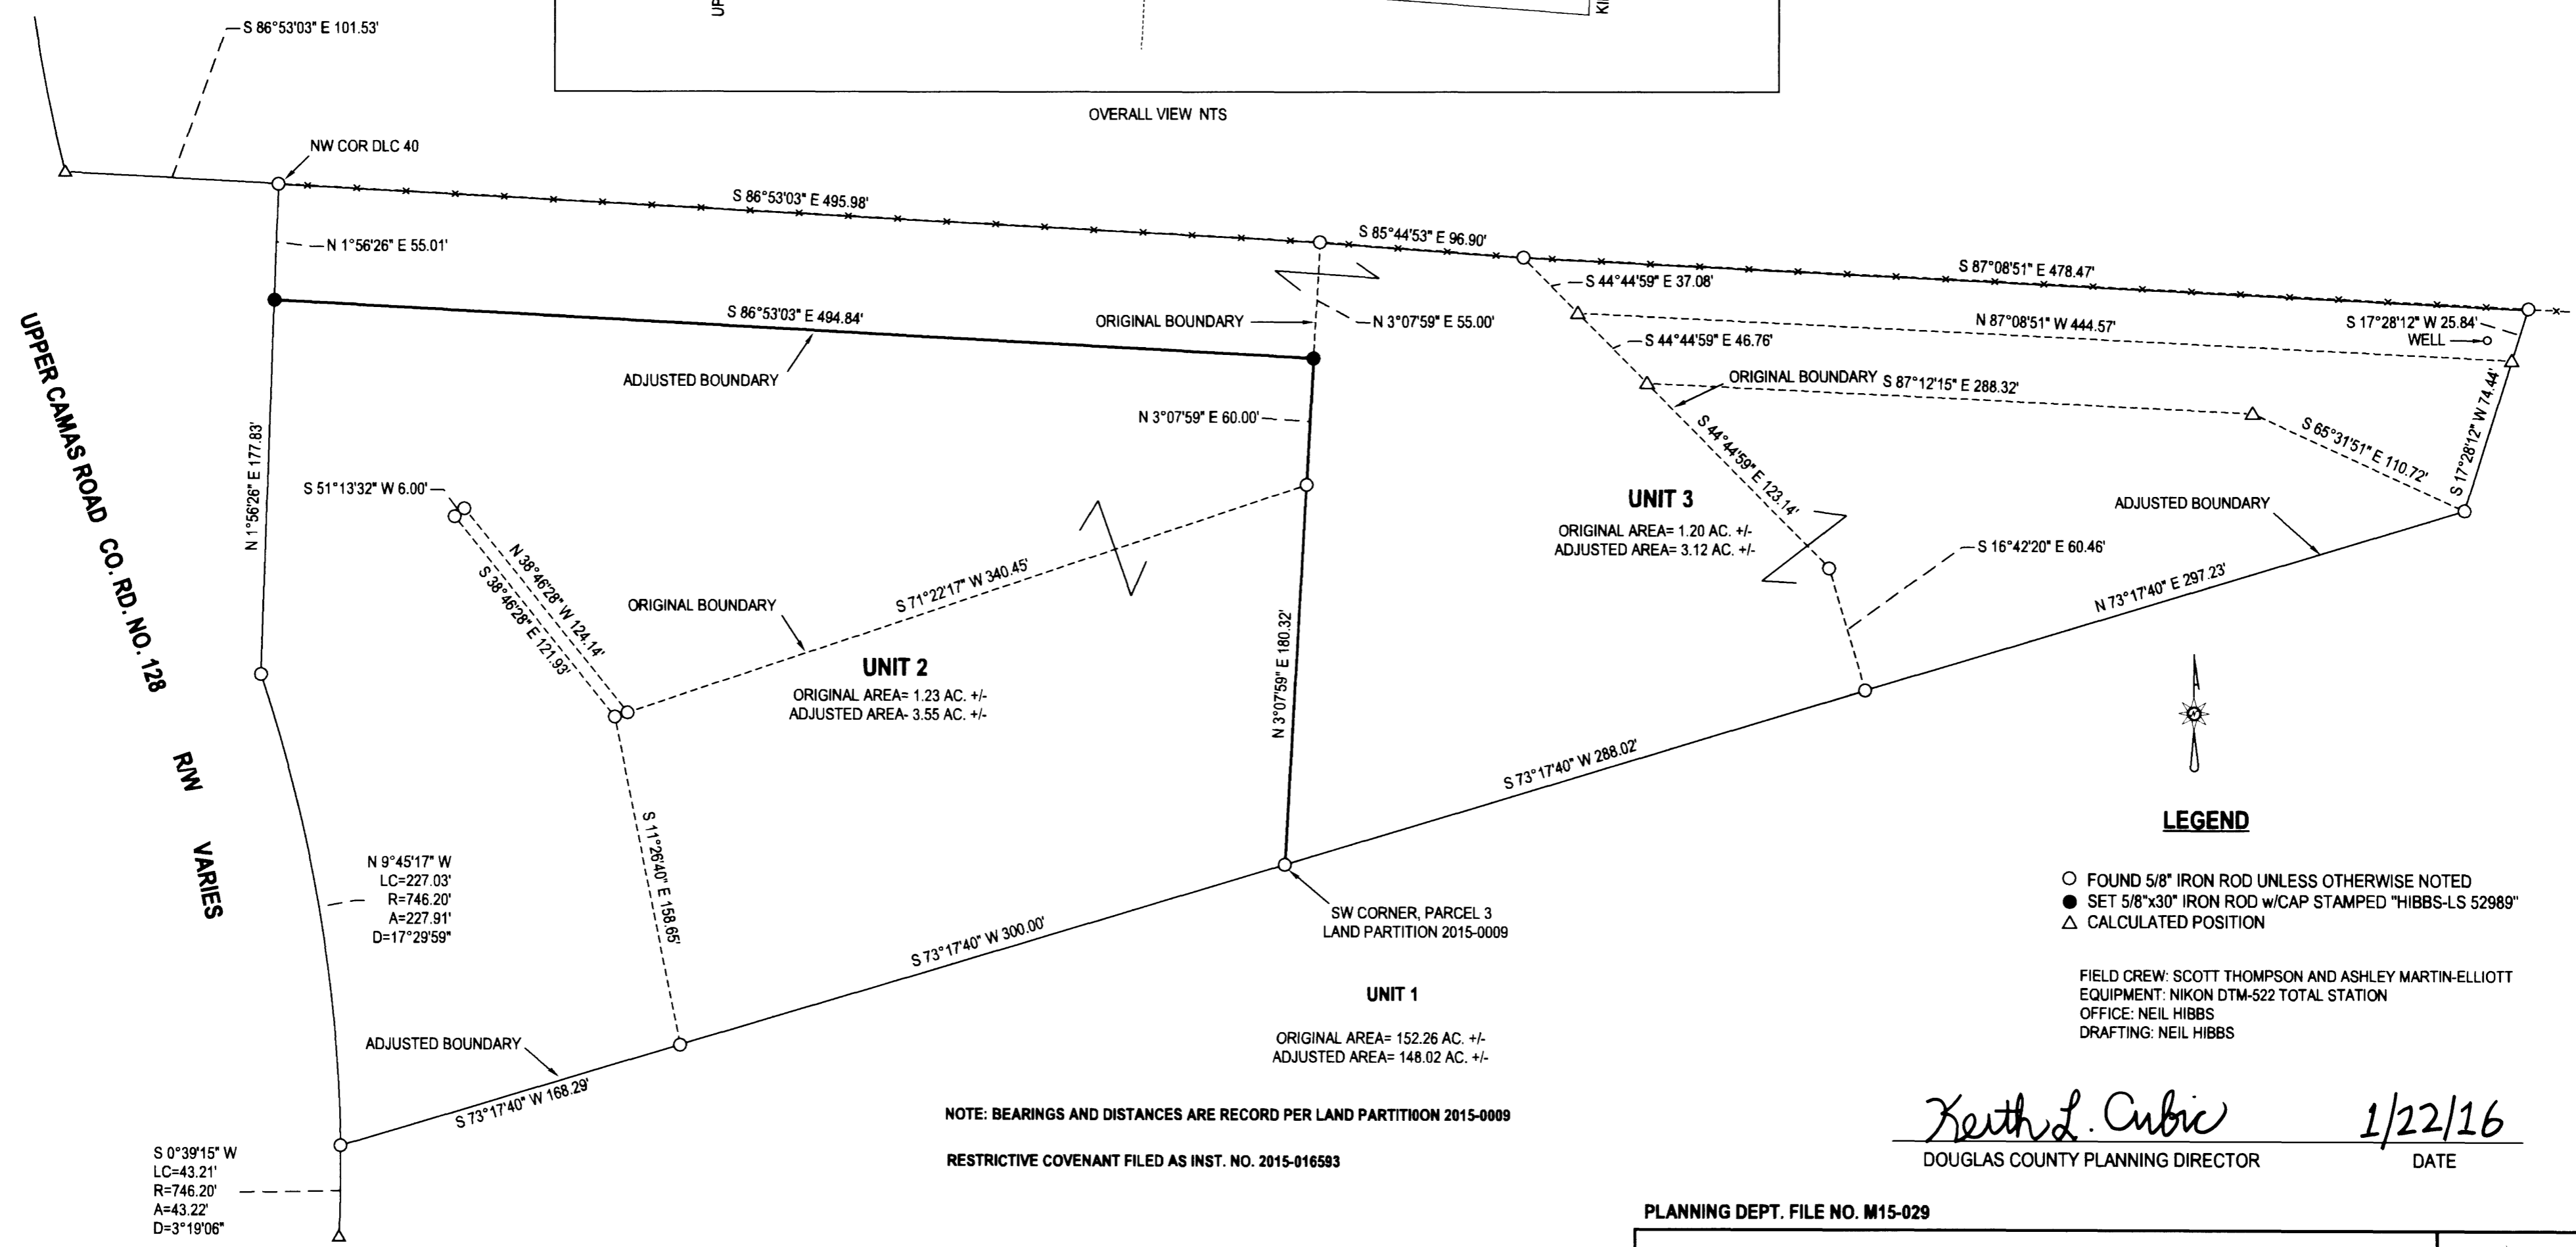 UP
KI
S 86°53'03" E 101.53'
OVERALL VIEW NTS
NW COR DLC 40
S 86°53'03" E 495.98'
N 1°56'26" E 55.01'
S 85°44'53" E 96.90'
S 87°08'51" E 478.47'
S 44°44'59" E 37.08'
S 86°53'03" E 494.84'
ORIGINAL BOUNDARY
N 3°07'59" E 55.00'
N 87°08'51" W 444.57'
S 17°28'12" W 25.84'
WELL
S 44°44'59" E 46.76'
ADJUSTED BOUNDARY
ORIGINAL BOUNDARY
S 87°12'15" E 288.32'
N 3°07'59" E 60.00'
S 17°28'12" W 74.44'
S 65°31'51" E 110.72'
S 44°44'59" E 123.14'
UPPER CAMAS ROAD CO. RD. NO. 128
R/W VARIES
N 1°56'26" E 177.83'
S 51°13'32" W 6.00'
UNIT 3
ORIGINAL AREA= 1.20 AC. +/-
ADJUSTED AREA= 3.12 AC. +/-
ADJUSTED BOUNDARY
S 16°42'20" E 60.46'
N 38°46'28" W 124.14'
S 38°46'28" E 121.93'
ORIGINAL BOUNDARY
S 71°22'17" W 340.45'
N 73°17'40" E 297.23'
UNIT 2
ORIGINAL AREA= 1.23 AC. +/-
ADJUSTED AREA- 3.55 AC. +/-
N 3°07'59" E 180.32'
S 73°17'40" W 288.02'
S 11°26'40" E 158.65'
N 9°45'17" W
LC=227.03'
R=746.20'
A=227.91'
D=17°29'59"
LEGEND
FOUND 5/8" IRON ROD UNLESS OTHERWISE NOTED
SET 5/8"x30" IRON ROD w/CAP STAMPED "HIBBS-LS 52989"
CALCULATED POSITION
SW CORNER, PARCEL 3
LAND PARTITION 2015-0009
S 73°17'40" W 300.00'
FIELD CREW: SCOTT THOMPSON AND ASHLEY MARTIN-ELLIOTT
EQUIPMENT: NIKON DTM-522 TOTAL STATION
OFFICE: NEIL HIBBS
DRAFTING: NEIL HIBBS
UNIT 1
ORIGINAL AREA= 152.26 AC. +/-
ADJUSTED AREA= 148.02 AC. +/-
ADJUSTED BOUNDARY
S 73°17'40" W 168.29'
NOTE: BEARINGS AND DISTANCES ARE RECORD PER LAND PARTITI0ON 2015-0009
RESTRICTIVE COVENANT FILED AS INST. NO. 2015-016593
Keith L. Cubic 1/22/16
DOUGLAS COUNTY PLANNING DIRECTOR DATE
S 0°39'15" W
LC=43.21'
R=746.20'
A=43.22'
D=3°19'06"
PLANNING DEPT. FILE NO. M15-029